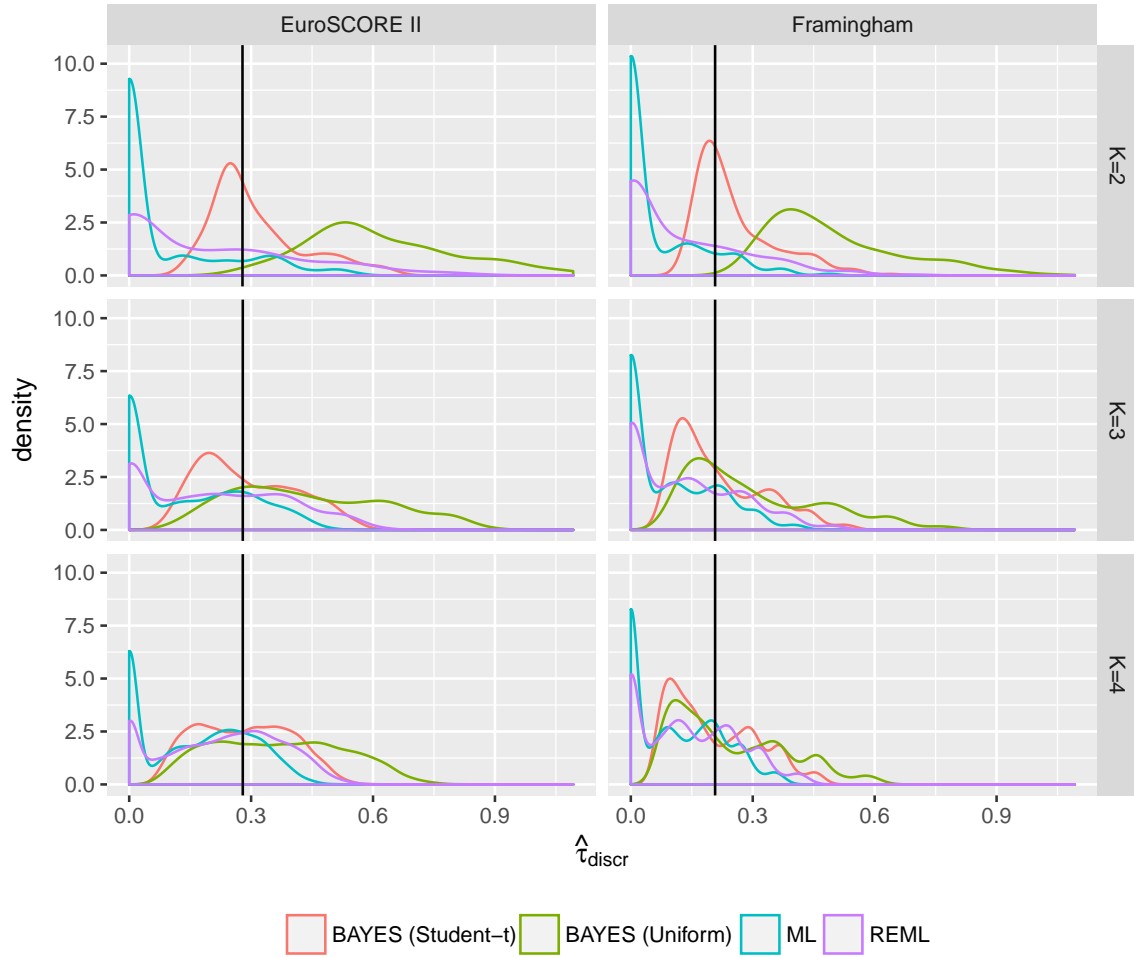 EuroSCORE II
Framingham
10.0
7.5
5.0
2.5
0.0
K=2
10.0
7.5
5.0
2.5
0.0
K=3
10.0
7.5
5.0
2.5
0.0
K=4
density
0.0 0.3 0.6 0.9
0.0 0.3 0.6 0.9
τ̂discr
BAYES (Student−t) BAYES (Uniform) ML REML